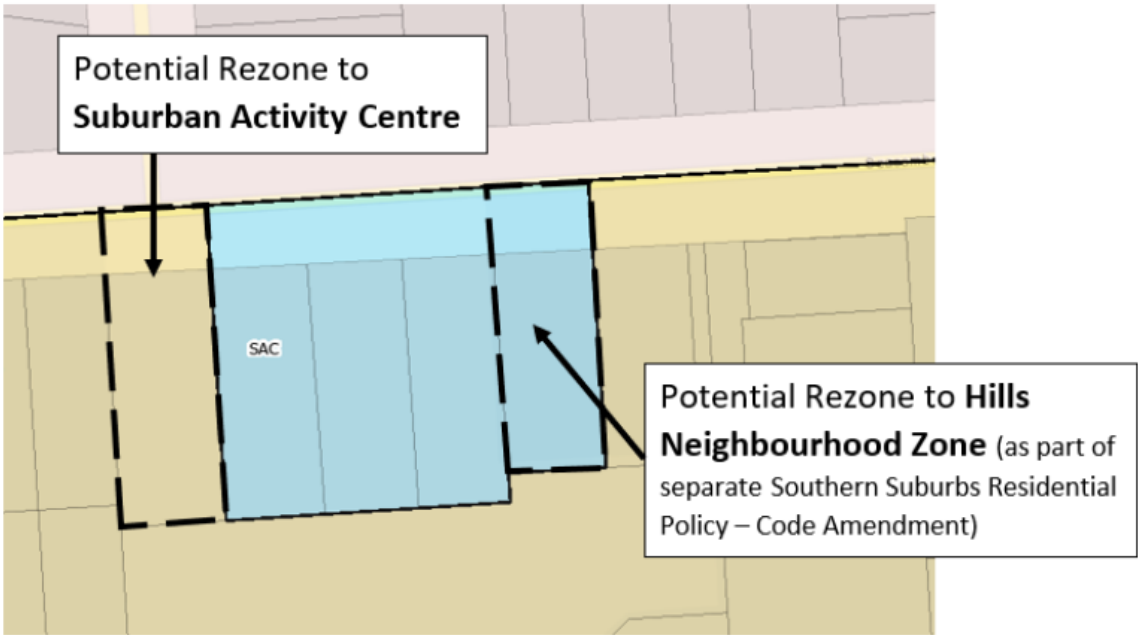 Potential Rezone to
Suburban Activity Centre
SAC
Potential Rezone to Hills
Neighbourhood Zone (as part of
separate Southern Suburbs Residential
Policy – Code Amendment)